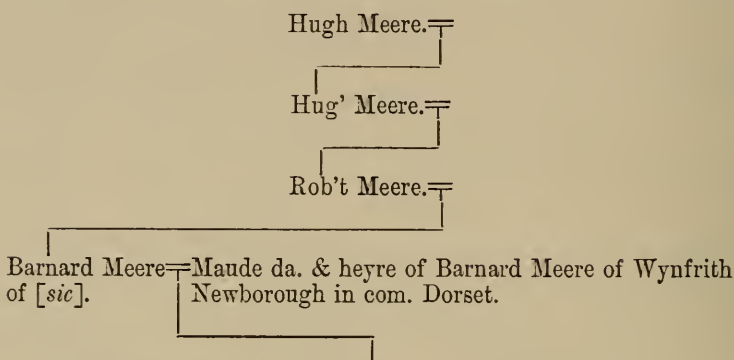 Hugh Meere.
Hug' Meere.
Rob't Meere.
Barnard Meere Maude da. & heyre of Barnard Meere of Wynfrith
of [sic]. Newborough in com. Dorset.